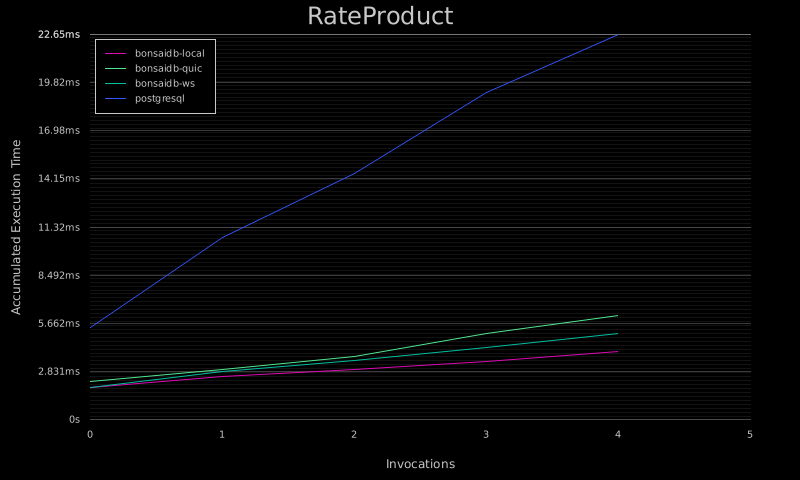 RateProduct
22.65ms
19.82ms
16.98ms
14.15ms
11.32ms
8.492ms
5.662ms
2.831ms
0s
bonsaidb-local
bonsaidb-quic
bonsaidb-ws
postgresql
Accumulated Execution Time
0 1 2 3 4 5
Invocations